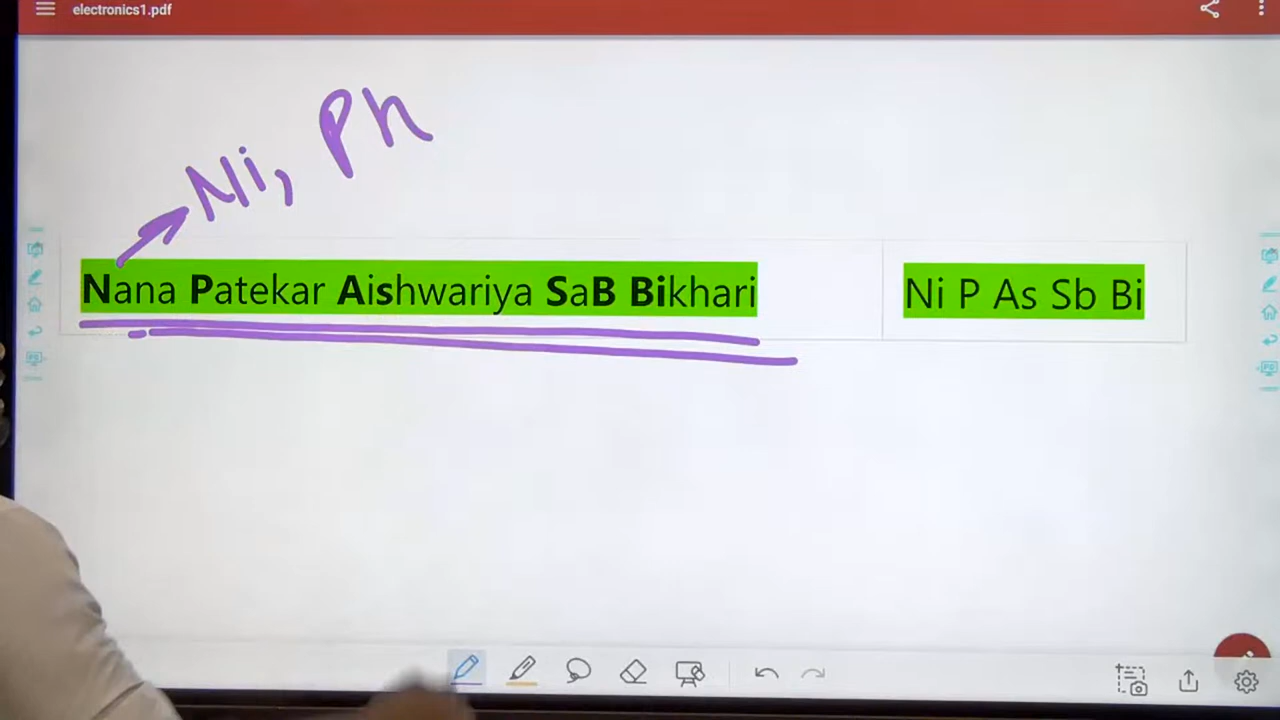 electronics1.pdf
Ni, Ph
Nana Patekar Aishwariya SaB Bikhari
Ni P As Sb Bi